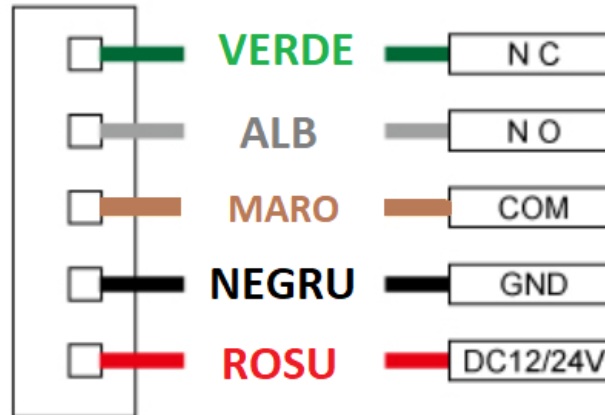 VERDE N C
ALB N O
MARO COM
NEGRU GND
ROSU DC12/24V